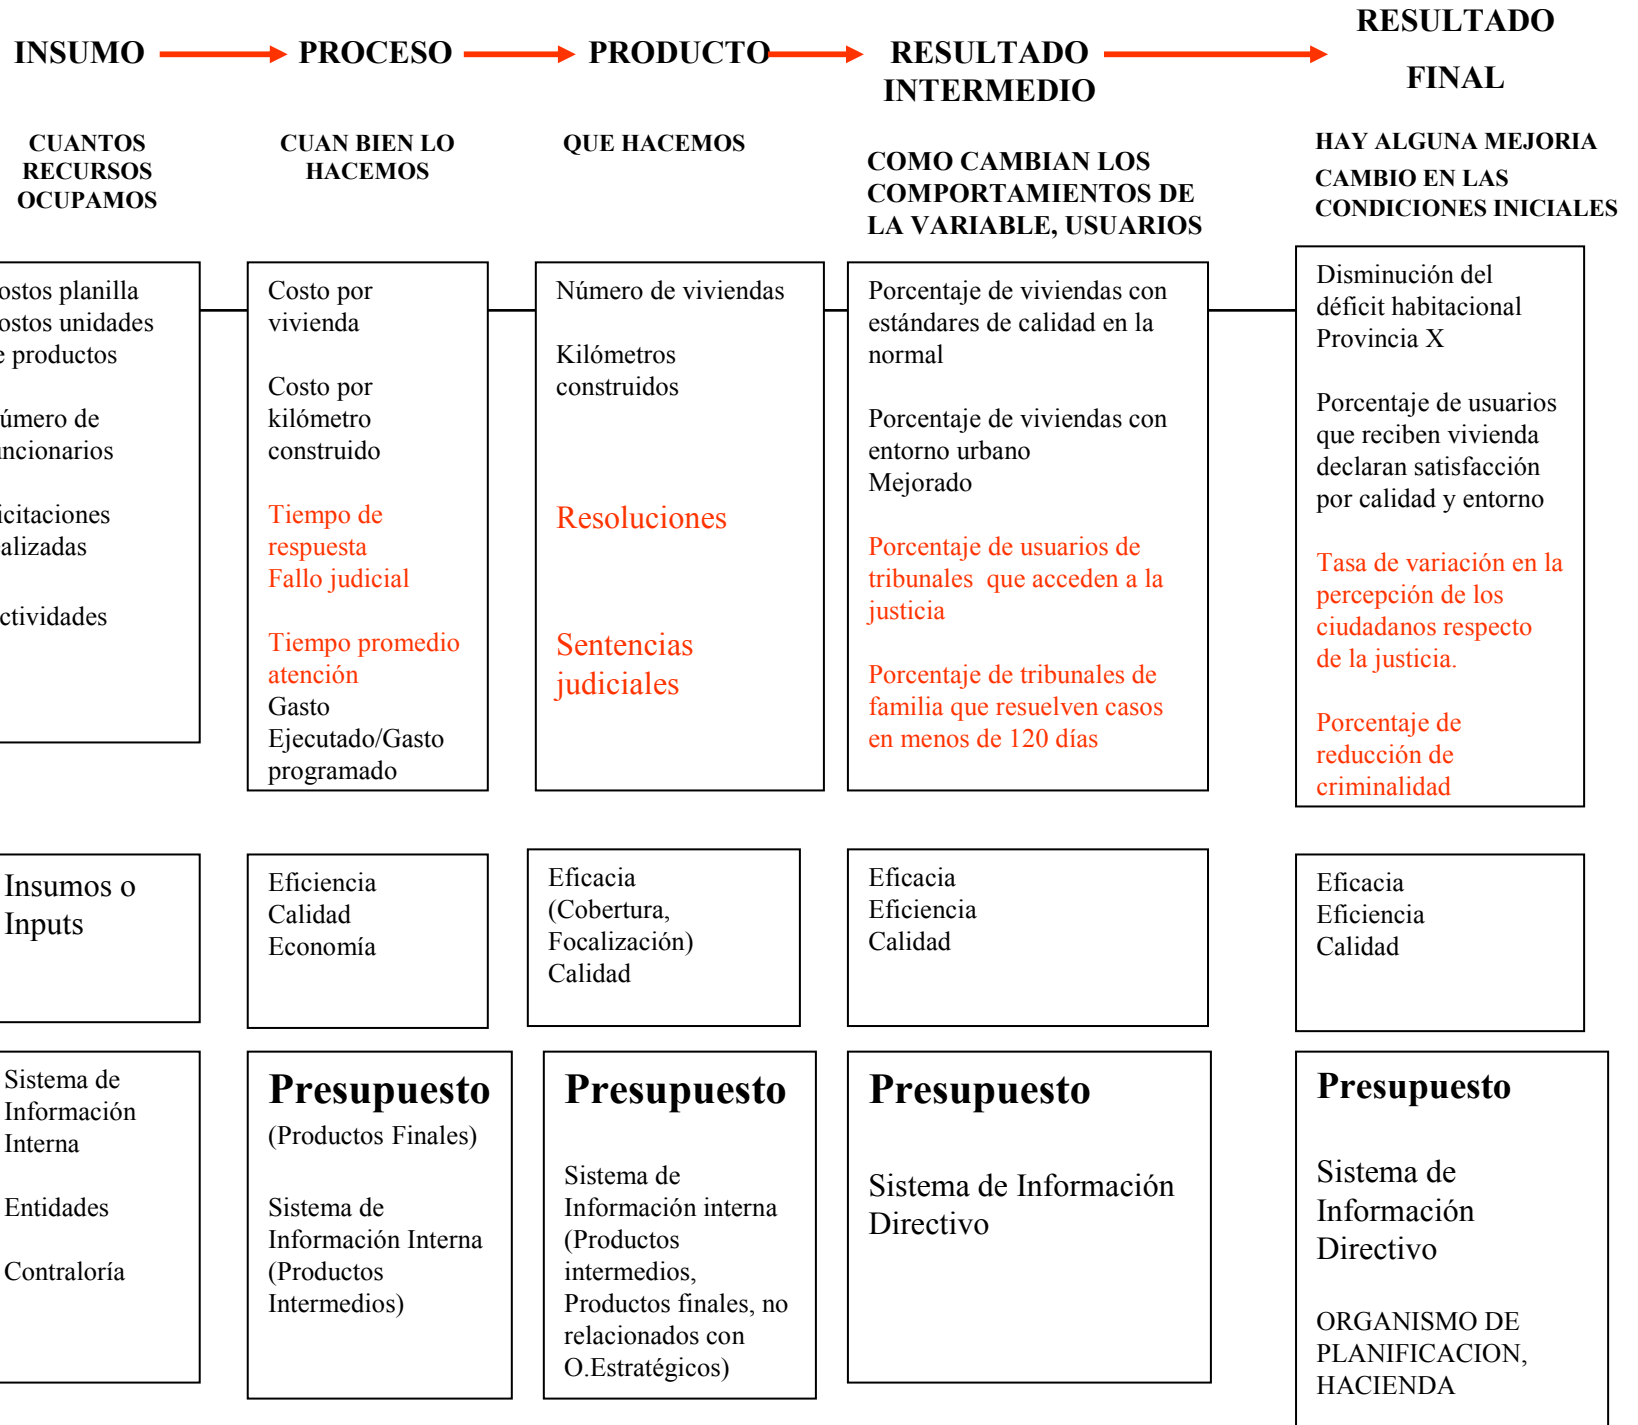 INSUMO
PROCESO
PRODUCTO
RESULTADO
INTERMEDIO
RESULTADO
FINAL
CUANTOS
RECURSOS
OCUPAMOS
CUAN BIEN LO
HACEMOS
QUE HACEMOS
COMO CAMBIAN LOS
COMPORTAMIENTOS DE
LA VARIABLE, USUARIOS
HAY ALGUNA MEJORIA
CAMBIO EN LAS
CONDICIONES INICIALES
ostos planilla
ostos unidades
e productos
úmero de
uncionarios
icitaciones
alizadas
ctividades
Costo por
vivienda
Costo por
kilómetro
construido
Tiempo de
respuesta
Fallo judicial
Tiempo promedio
atención
Gasto
Ejecutado/Gasto
programado
Número de viviendas
Kilómetros
construidos
Resoluciones
Sentencias
judiciales
Porcentaje de viviendas con
estándares de calidad en la
normal
Porcentaje de viviendas con
entorno urbano
Mejorado
Porcentaje de usuarios de
tribunales que acceden a la
justicia
Porcentaje de tribunales de
familia que resuelven casos
en menos de 120 días
Disminución del
déficit habitacional
Provincia X
Porcentaje de usuarios
que reciben vivienda
declaran satisfacción
por calidad y entorno
Tasa de variación en la
percepción de los
ciudadanos respecto
de la justicia.
Porcentaje de
reducción de
criminalidad
Insumos o
Inputs
Eficiencia
Calidad
Economía
Eficacia
(Cobertura,
Focalización)
Calidad
Eficacia
Eficiencia
Calidad
Eficacia
Eficiencia
Calidad
Sistema de
Información
Interna
Entidades
Contraloría
Presupuesto
(Productos Finales)
Sistema de
Información Interna
(Productos
Intermedios)
Presupuesto
Sistema de
Información interna
(Productos
intermedios,
Productos finales, no
relacionados con
O.Estratégicos)
Presupuesto
Sistema de Información
Directivo
Presupuesto
Sistema de
Información
Directivo
ORGANISMO DE
PLANIFICACION,
HACIENDA